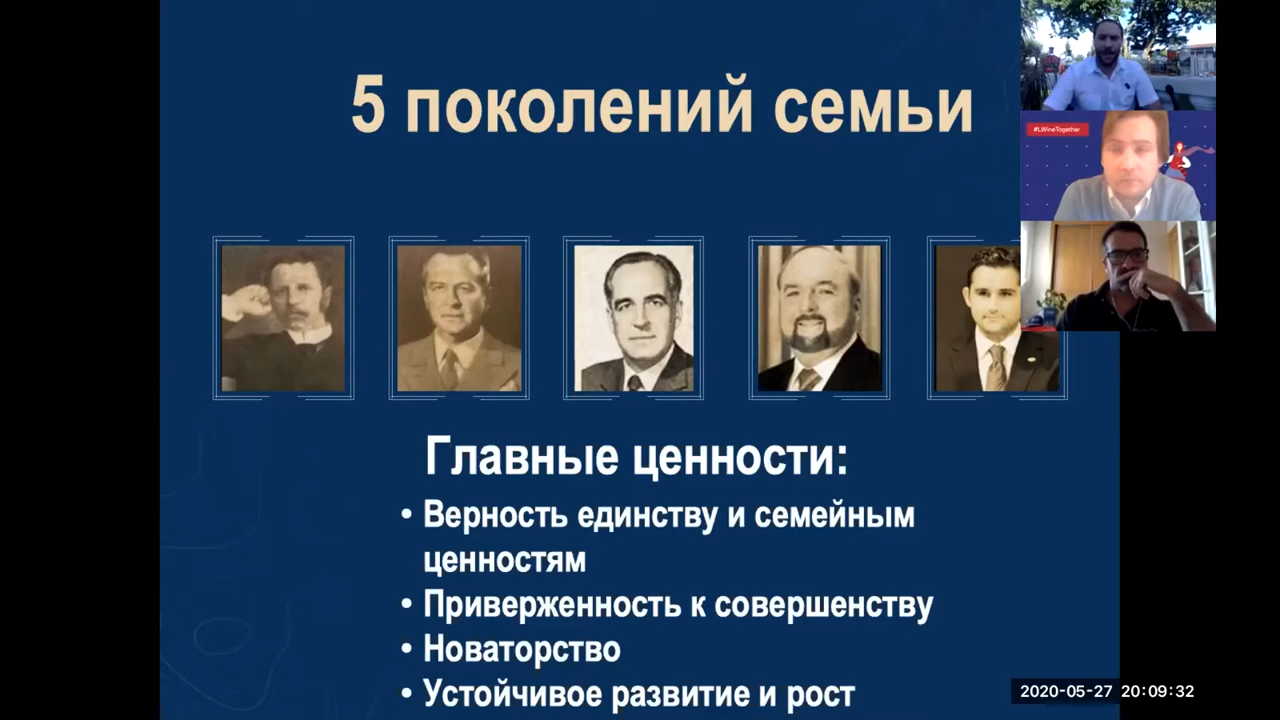 5 поколений семьи
#LWineTogether
Главные ценности:
• Верность единству и семейным
ценностям
• Приверженность к совершенству
• Новаторство
• Устойчивое развитие и рост
2020-05-27 20:09:32